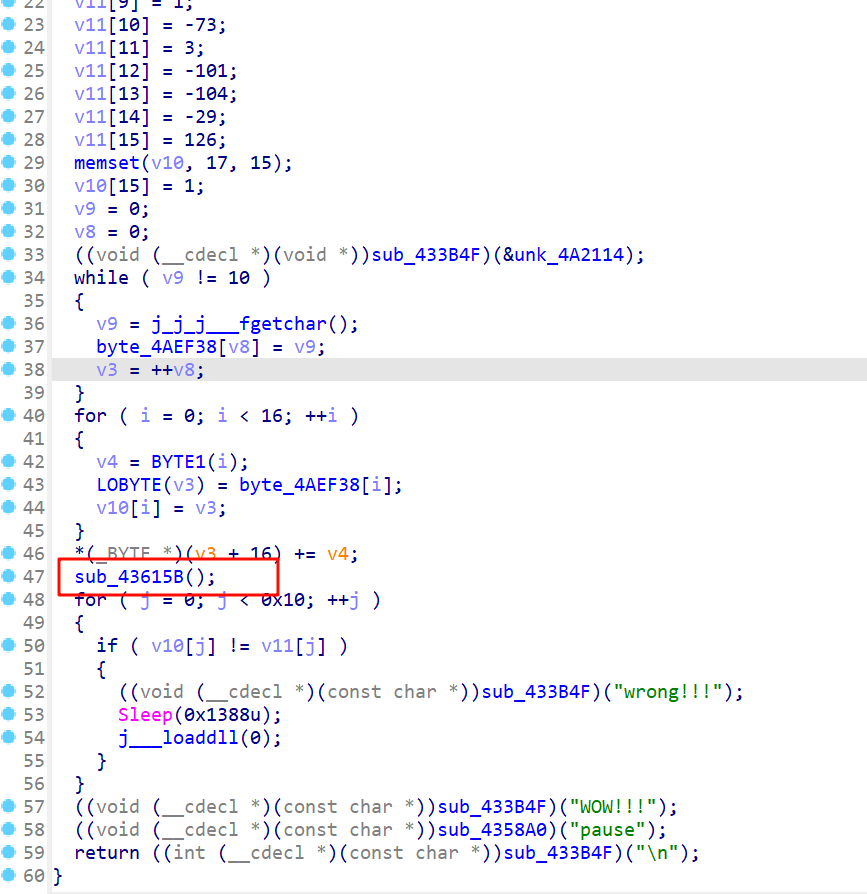 22 v11[9] = 1;
23 v11[10] = -73;
24 v11[11] = 3;
25 v11[12] = -101;
26 v11[13] = -104;
27 v11[14] = -29;
28 v11[15] = 126;
29 memset(v10, 17, 15);
30 v10[15] = 1;
31 v9 = 0;
32 v8 = 0;
33 ((void (__cdecl *)(void *))sub_433B4F)(&unk_4A2114);
34 while ( v9 != 10 )
35 {
36 v9 = j_j_j___fgetchar();
37 byte_4AEF38[v8] = v9;
38 v3 = ++v8;
39 }
40 for ( i = 0; i < 16; ++i )
41 {
42 v4 = BYTE1(i);
43 LOBYTE(v3) = byte_4AEF38[i];
44 v10[i] = v3;
45 }
46 *(_BYTE *)(v3 + 16) += v4;
47 sub_43615B();
48 for ( j = 0; j < 0x10; ++j )
49 {
50 if ( v10[j] != v11[j] )
51 {
52 ((void (__cdecl *)(const char *))sub_433B4F)("wrong!!!");
53 Sleep(0x1388u);
54 j___loaddll(0);
55 }
56 }
57 ((void (__cdecl *)(const char *))sub_433B4F)("WOW!!!");
58 ((void (__cdecl *)(const char *))sub_4358A0)("pause");
59 return ((int (__cdecl *)(const char *))sub_433B4F)("\n");
60 }